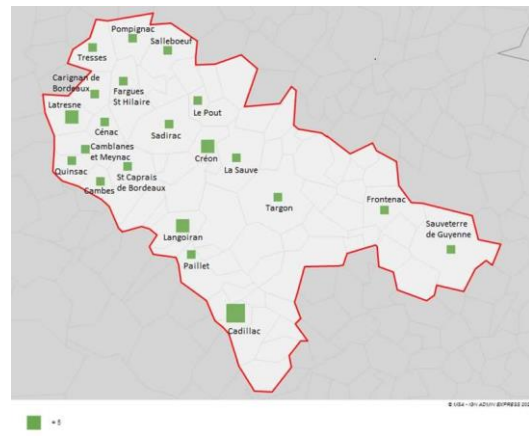 Pompignac
Salleboeuf
Tresses
Carignan de
Bordeaux
Fargues
St Hilaire
Latresne
Le Pout
Cénac
Sadirac
Camblanes
et Meynac
Créon
Quinsac
St Caprais
de Bordeaux
La Sauve
Cambes
Targon
Frontenac
Sauveterre
de Guyenne
Langoiran
Paillet
Cadillac